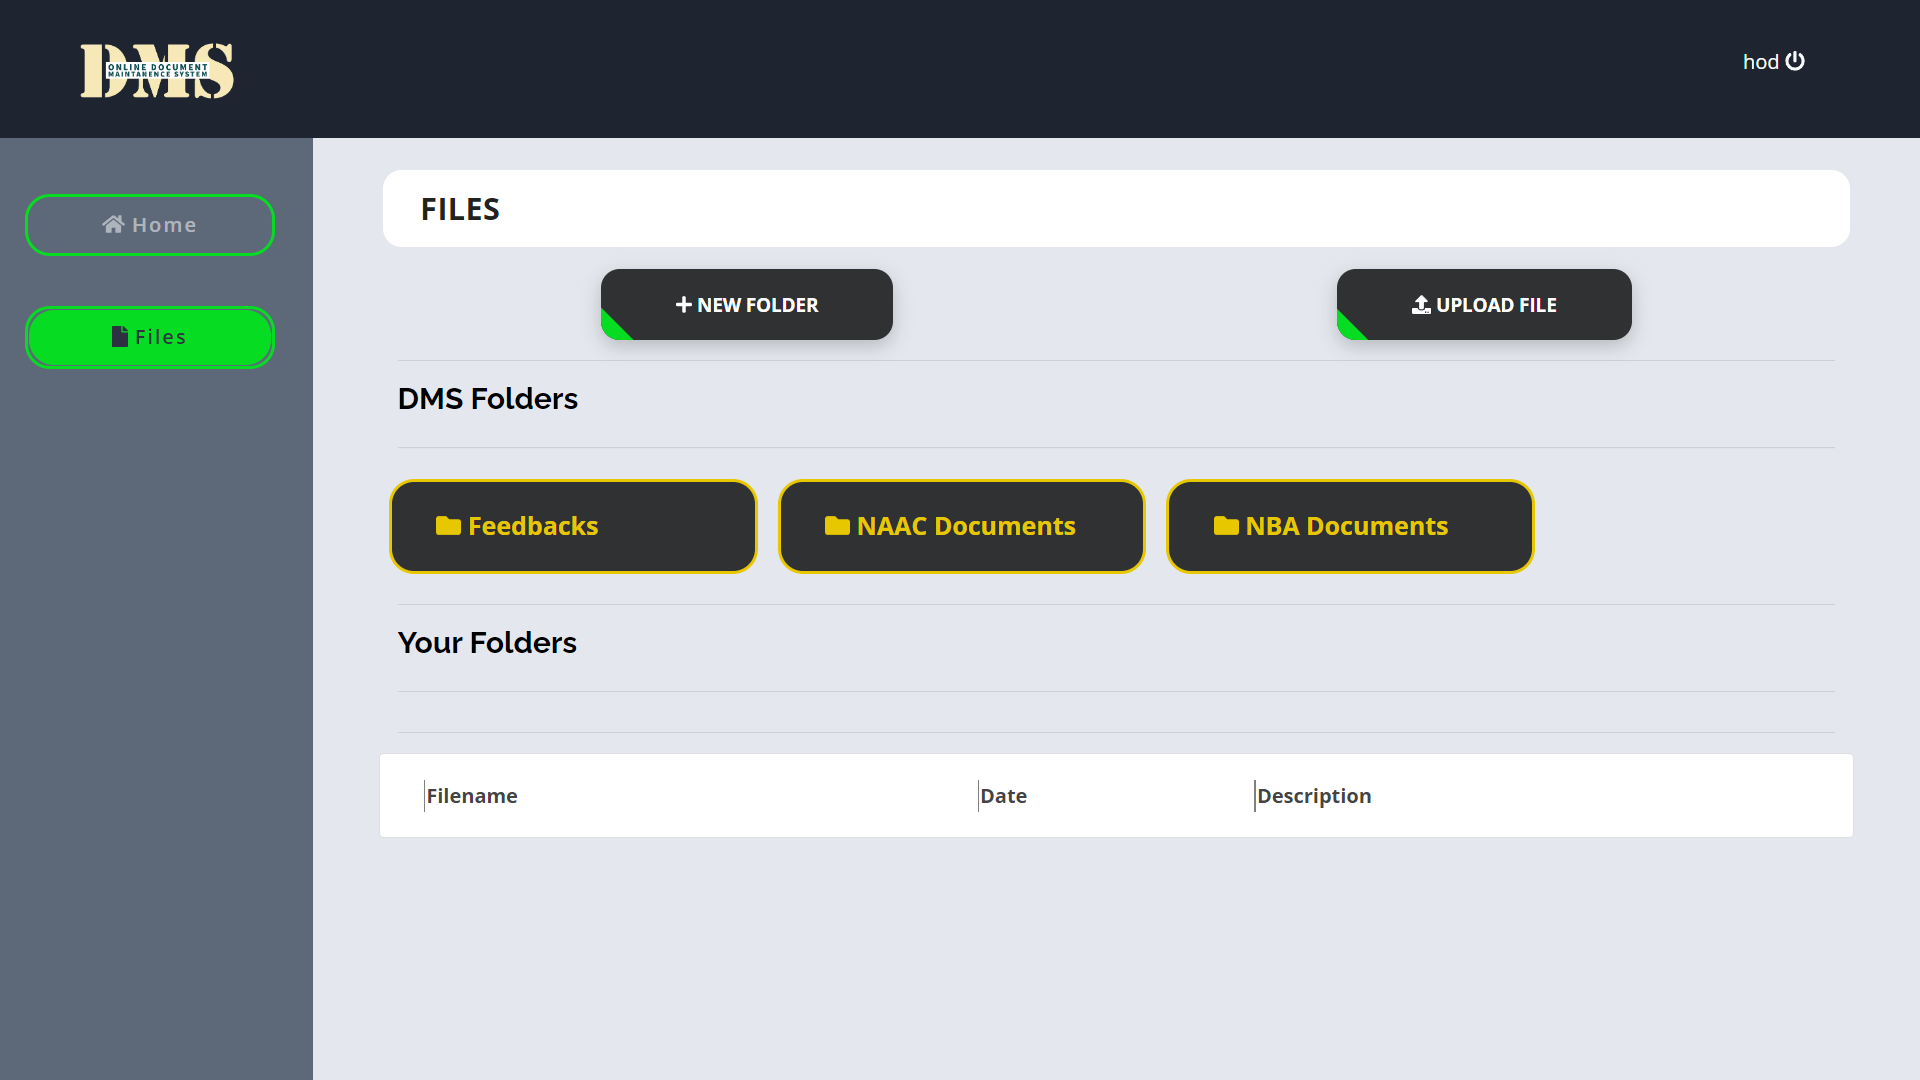 DMS
ONLINE DOCUMENT
MAINTANENCE SYSTEM
hod
Home
Files
FILES
NEW FOLDER
UPLOAD FILE
DMS Folders
Feedbacks
NAAC Documents
NBA Documents
Your Folders
Filename Date Description